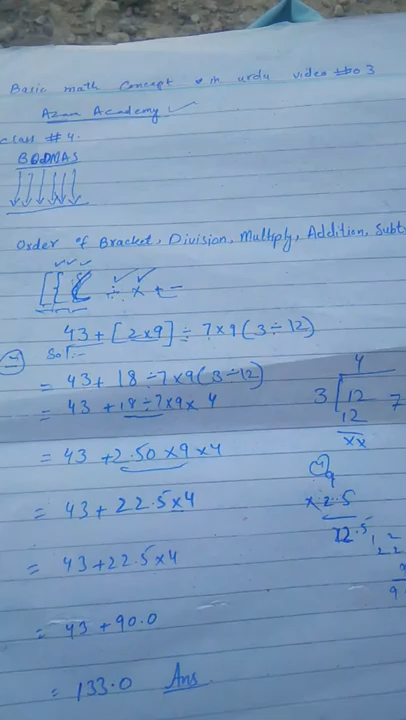 Basic math Concept in urdu video #03
Azan Academy
Class # 4.
BODMAS
Order of Bracket, Division, Multiply, Addition, Subt
[ { ( ÷ × + -
43 + [2×9] ÷ 7×9(3÷12)
Sol:-
= 43 + 18 ÷ 7×9(3÷12)
= 43 + 18÷7×9× 4
= 43 + 2.50 ×9×4
= 43 + 22.5×4
= 43 + 22.5×4
= 43 + 90.0
= 133.0 Ans
4
3 12 7
12
××
9
× 2.5
22.5